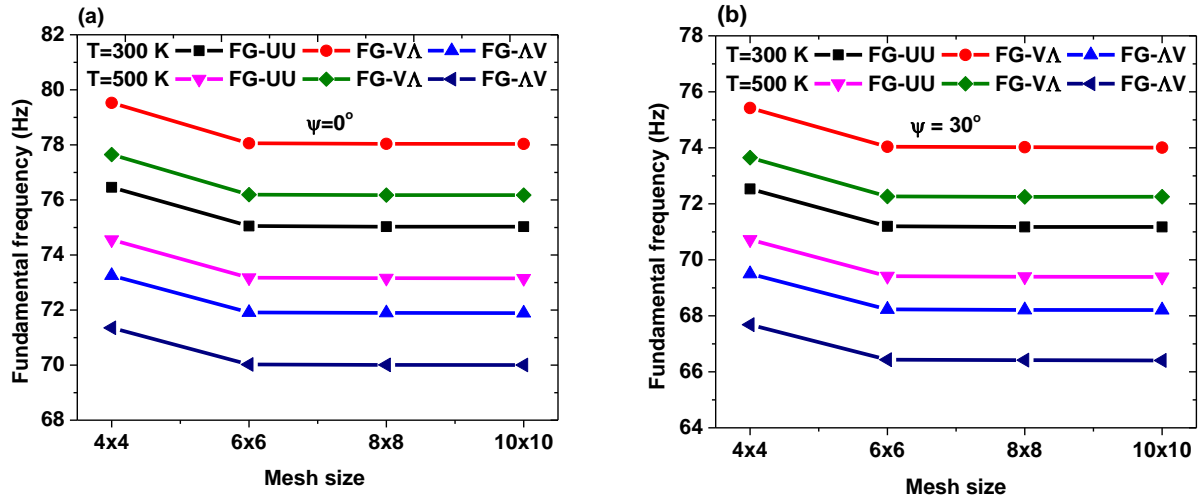 (a)
82
80
78
76
74
72
70
68
Fundamental frequency (Hz)
T=300 K FG-UU FG-VΛ FG-ΛV
T=500 K FG-UU FG-VΛ FG-ΛV
ψ=0°
4x4 6x6 8x8 10x10
Mesh size
(b)
78
76
74
72
70
68
66
64
Fundamental frequency (Hz)
T=300 K FG-UU FG-VΛ FG-ΛV
T=500 K FG-UU FG-VΛ FG-ΛV
ψ = 30°
4x4 6x6 8x8 10x10
Mesh size